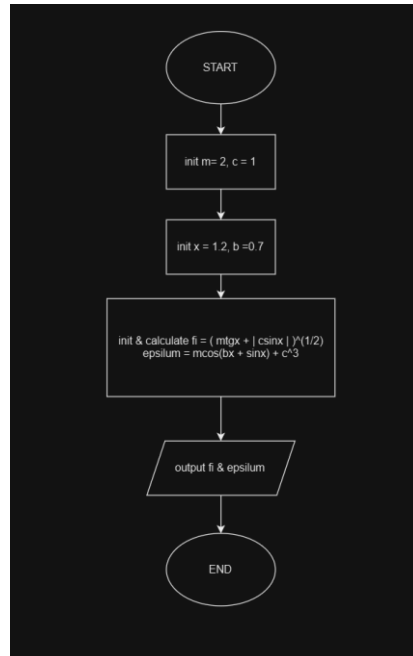 START
init m= 2, c = 1
init x = 1.2, b =0.7
init & calculate fi = ( mtgx + | csinx | )^(1/2)
epsilum = mcos(bx + sinx) + c^3
output fi & epsilum
END